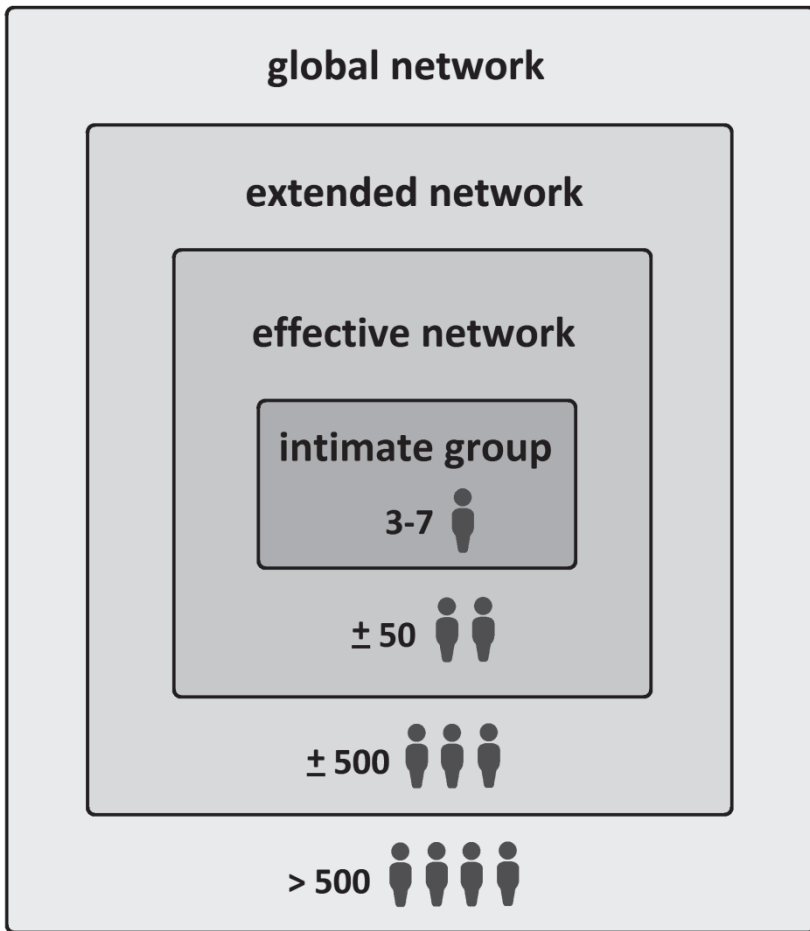 global network
extended network
effective network
intimate group
3-7
± 50
± 500
> 500